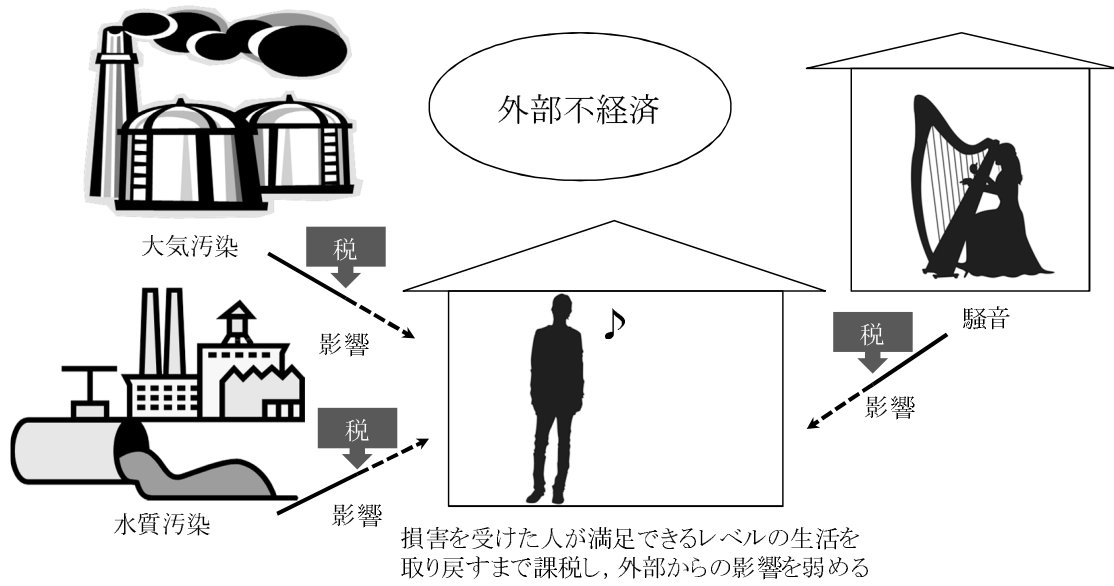 外部不経済
大気汚染
税
影響
騒音
税
影響
税
影響
水質汚染
損害を受けた人が満足できるレベルの生活を
取り戻すまで課税し，外部からの影響を弱める